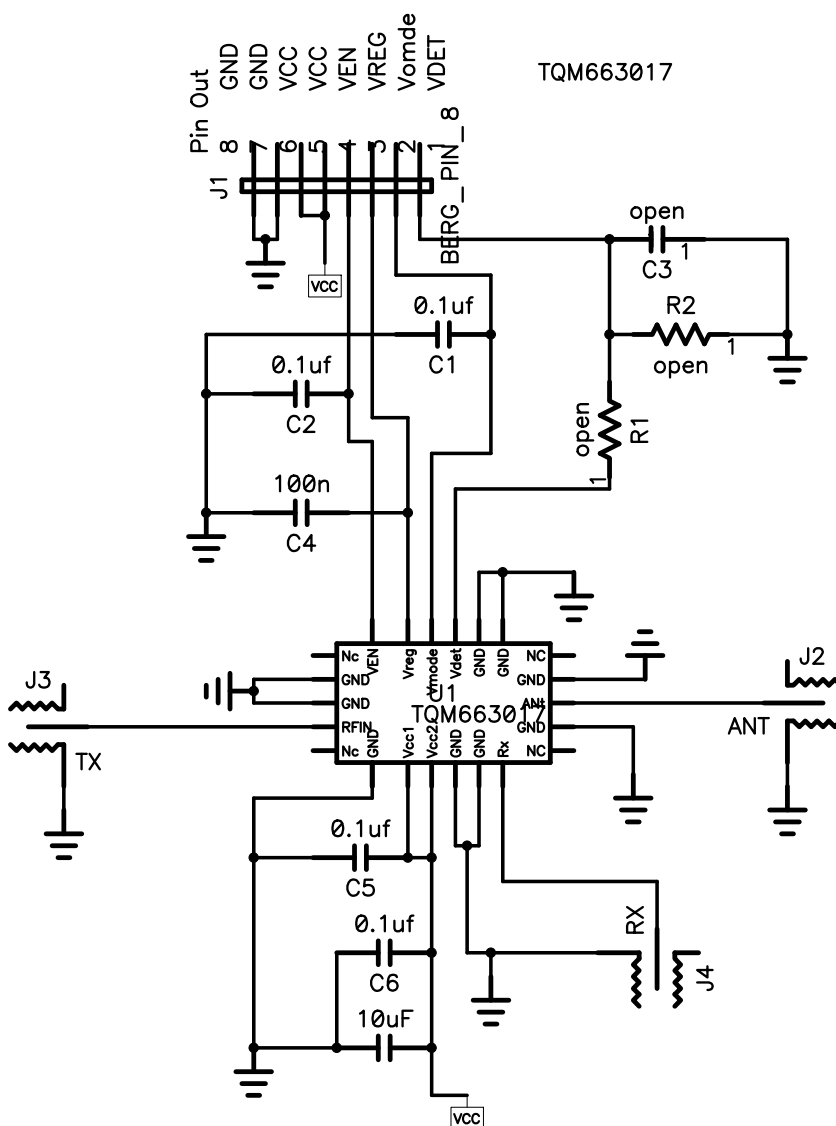 TQM663017
Pin Out
GND
GND
VCC
VCC
VEN
VREG
Vomde
VDET
8
7
6
5
4
3
2
1
J1
BERG_PIN_8
VCC
open
1
C3
R2
1
open
0.1uf
C1
0.1uf
C2
open
R1
1
100n
C4
VEN
Vreg
Vmode
Vdet
GND
GND
Nc
GND
GND
RFIN
Nc
NC
GND
ANt
GND
NC
U1
TQM663017
GND
Vcc1
Vcc2
GND
GND
Rx
J3
TX
J2
ANT
0.1uf
C5
0.1uf
C6
10uF
RX
J4
VCC